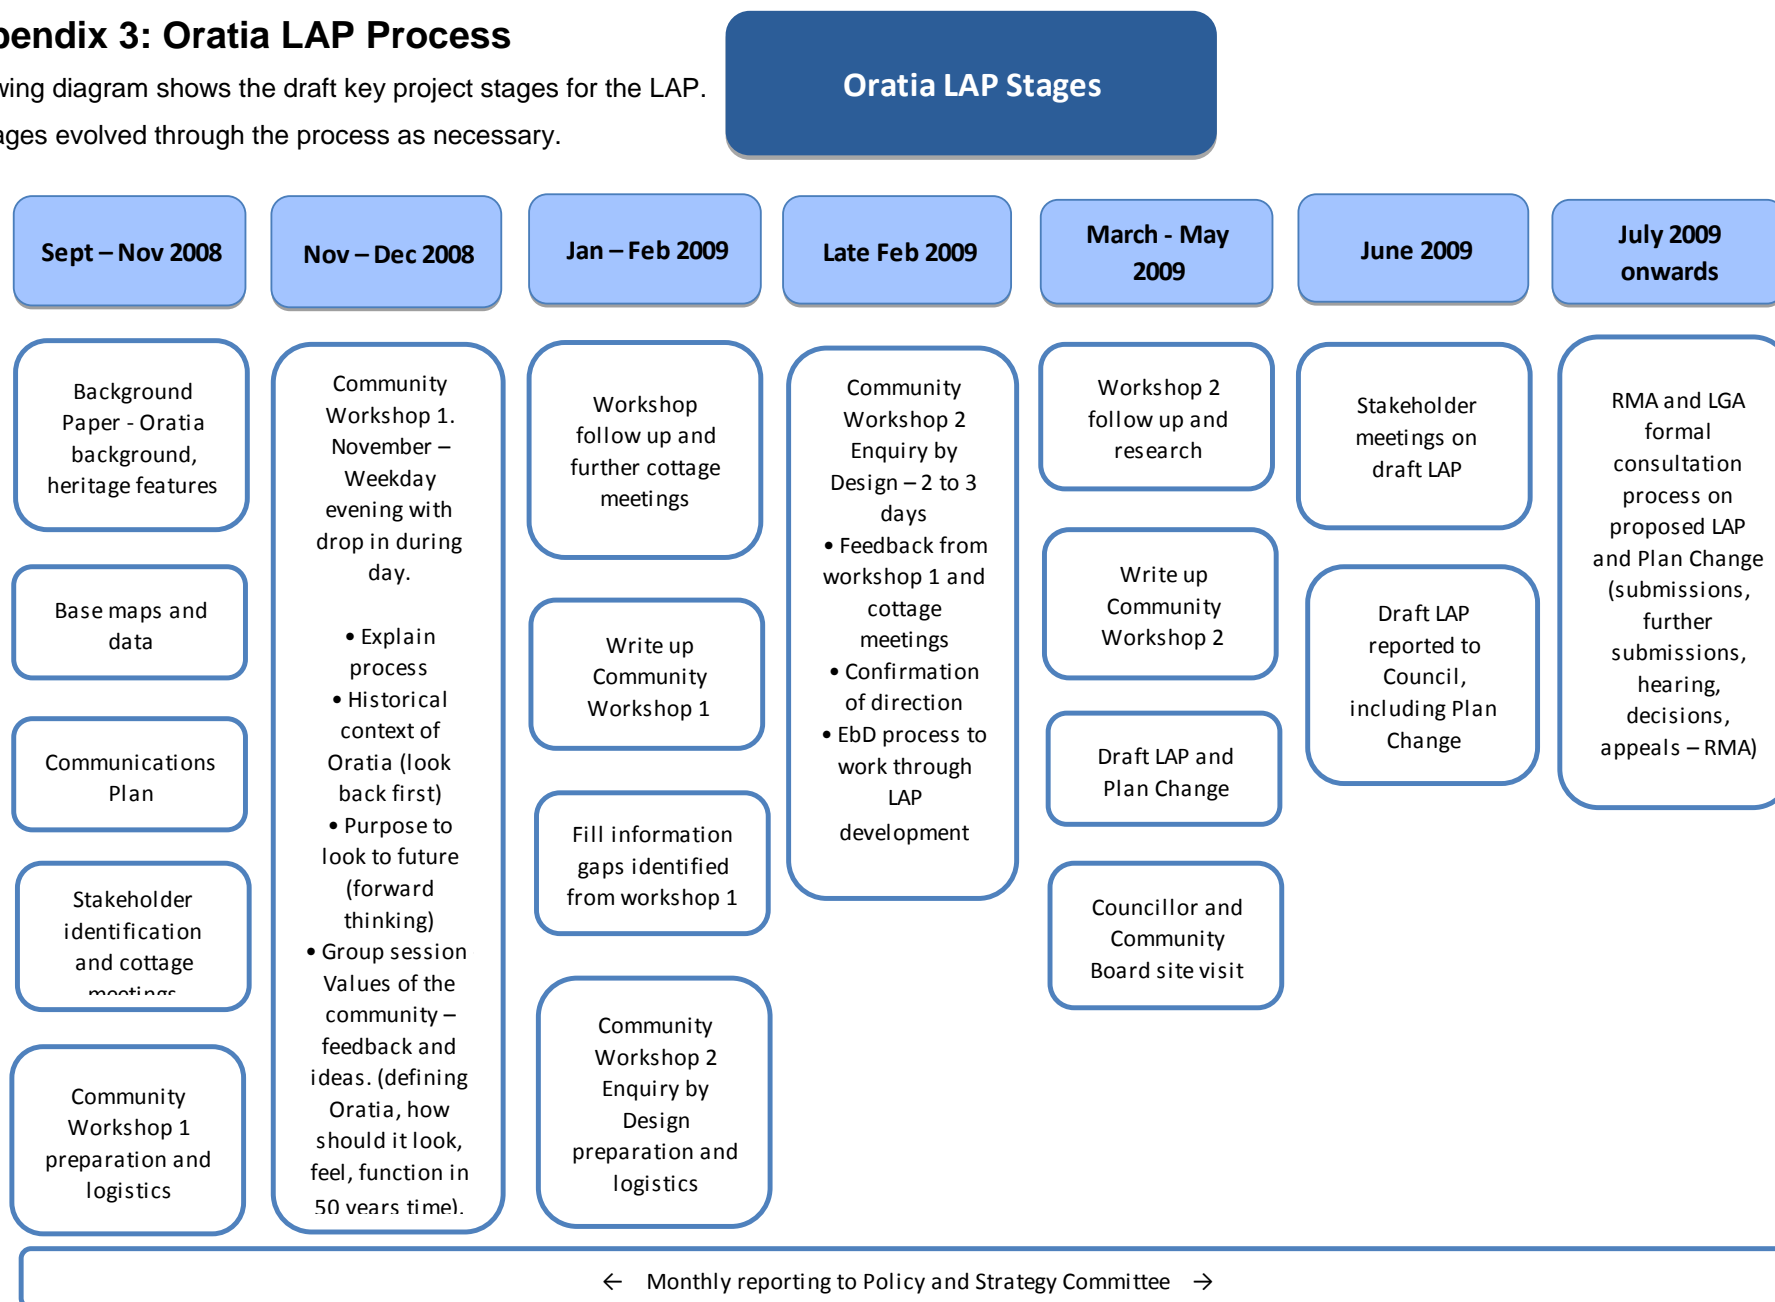 pendix 3: Oratia LAP Process
wing diagram shows the draft key project stages for the LAP.
ages evolved through the process as necessary.
Oratia LAP Stages
Sept – Nov 2008
Background
Paper - Oratia
background,
heritage features
Base maps and
data
Communications
Plan
Stakeholder
identification
and cottage
meetings
Community
Workshop 1
preparation and
logistics
Nov – Dec 2008
Community
Workshop 1.
November –
Weekday
evening with
drop in during
day.
• Explain
process
• Historical
context of
Oratia (look
back first)
• Purpose to
look to future
(forward
thinking)
• Group session
Values of the
community –
feedback and
ideas. (defining
Oratia, how
should it look,
feel, function in
50 years time).
Jan – Feb 2009
Workshop
follow up and
further cottage
meetings
Write up
Community
Workshop 1
Fill information
gaps identified
from workshop 1
Community
Workshop 2
Enquiry by
Design
preparation and
logistics
Late Feb 2009
Community
Workshop 2
Enquiry by
Design – 2 to 3
days
• Feedback from
workshop 1 and
cottage
meetings
• Confirmation
of direction
• EbD process to
work through
LAP
development
March - May
2009
Workshop 2
follow up and
research
Write up
Community
Workshop 2
Draft LAP and
Plan Change
Councillor and
Community
Board site visit
June 2009
Stakeholder
meetings on
draft LAP
Draft LAP
reported to
Council,
including Plan
Change
July 2009
onwards
RMA and LGA
formal
consultation
process on
proposed LAP
and Plan Change
(submissions,
further
submissions,
hearing,
decisions,
appeals – RMA)
← Monthly reporting to Policy and Strategy Committee →